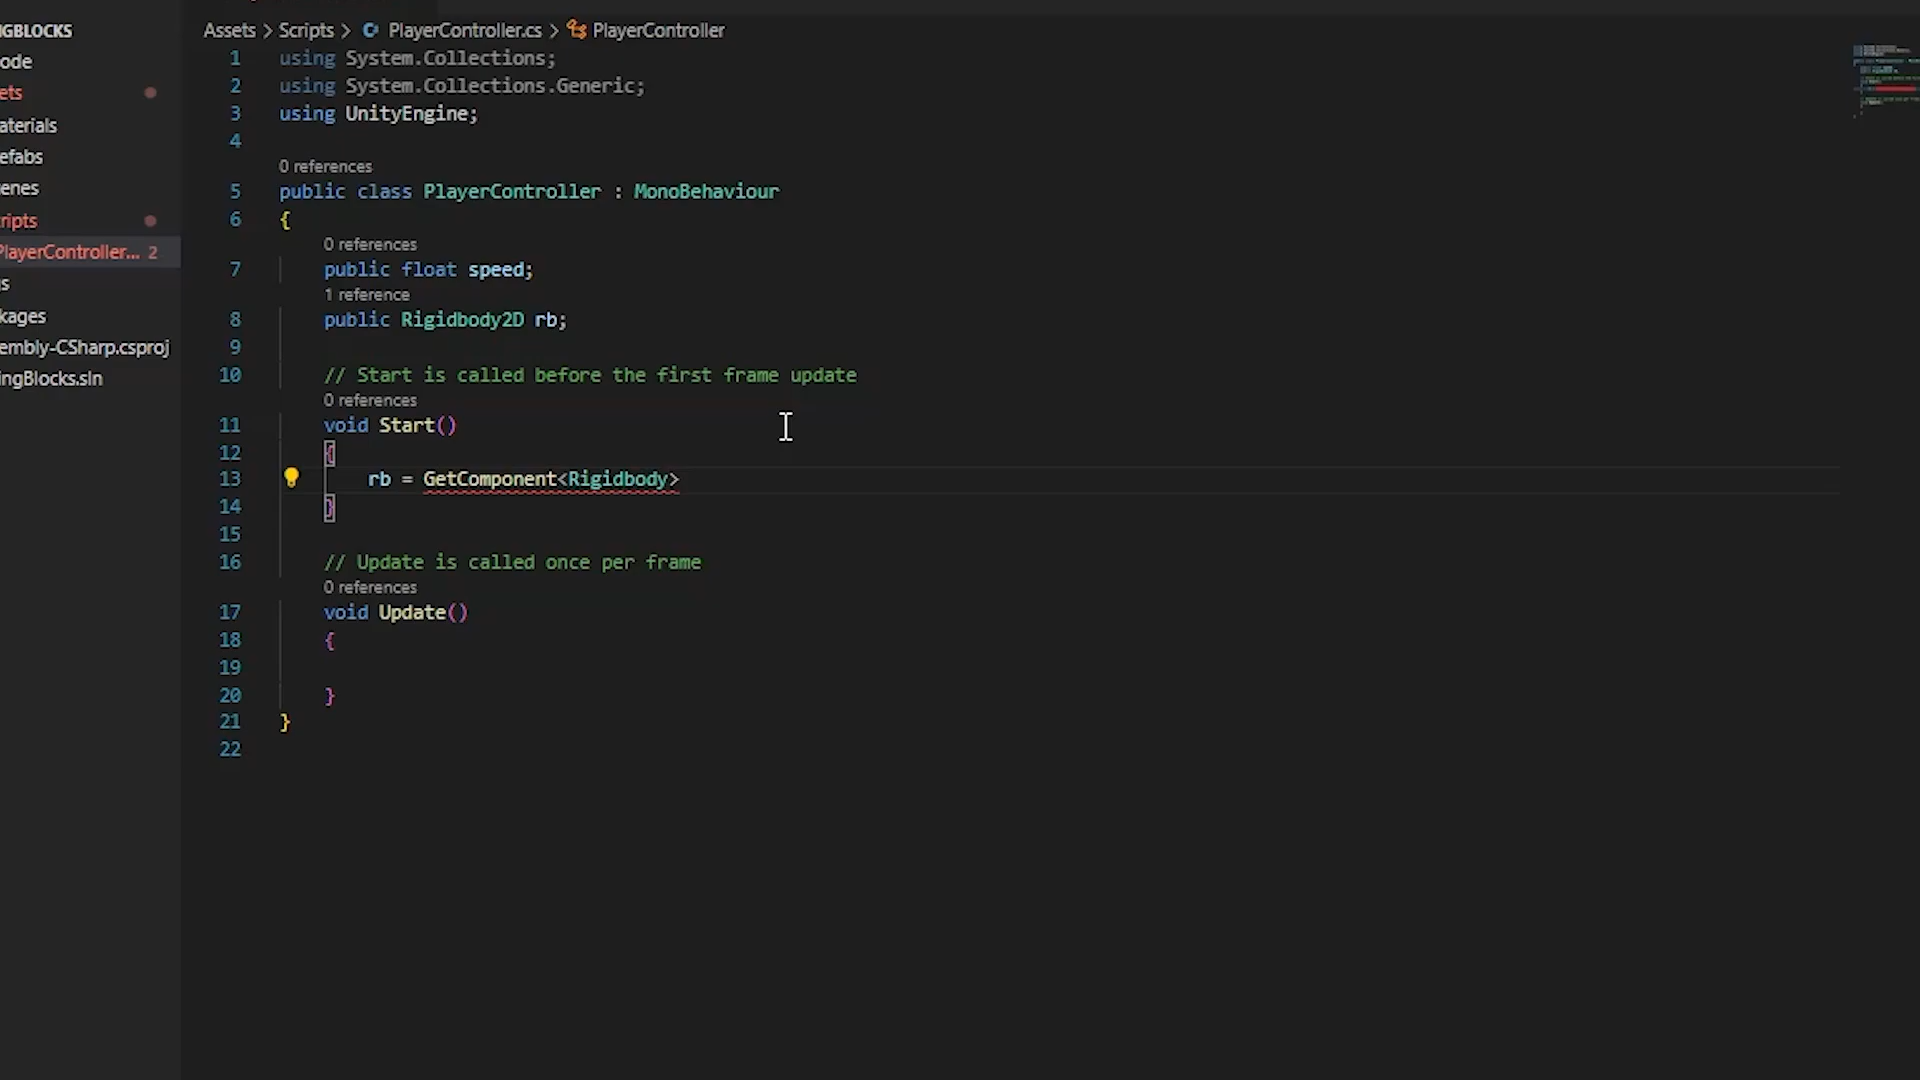 GBLOCKS
ode
ets
aterials
efabs
enes
ripts
PlayerController... 2
s
kages
embly-CSharp.csproj
ingBlocks.sln
Assets > Scripts > PlayerController.cs > PlayerController
1 using System.Collections;
2 using System.Collections.Generic;
3 using UnityEngine;
4
0 references
5 public class PlayerController : MonoBehaviour
6 {
0 references
7 public float speed;
1 reference
8 public Rigidbody2D rb;
9
10 // Start is called before the first frame update
0 references
11 void Start()
12 {
13 rb = GetComponent<Rigidbody>
14 }
15
16 // Update is called once per frame
0 references
17 void Update()
18 {
19
20 }
21 }
22